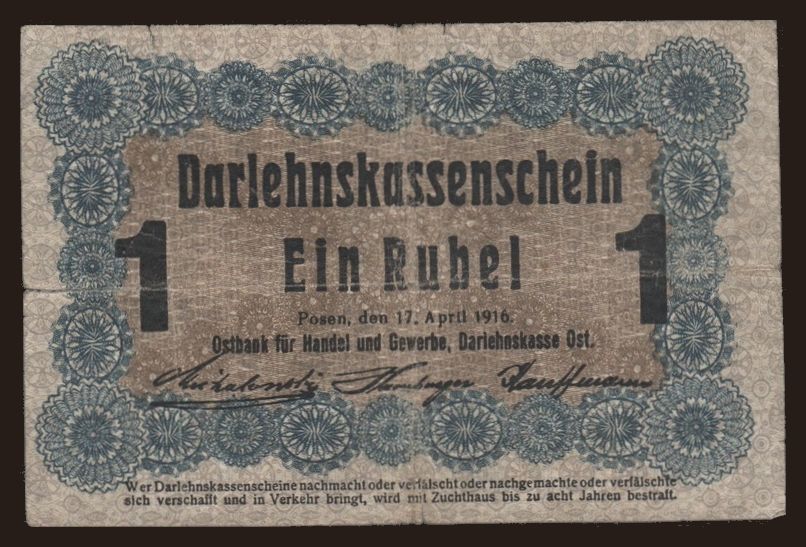 Darlehnskassenschein
1 Ein Rubel 1
Posen, den 17. April 1916.
Ostbank für Handel und Gewerbe, Darlehnskasse Ost.
Kauffmann
Wer Darlehnskassenscheine nachmacht oder verfälscht oder nachgemachte oder verfälschte
sich verschafft und in Verkehr bringt, wird mit Zuchthaus bis zu acht Jahren bestraft.